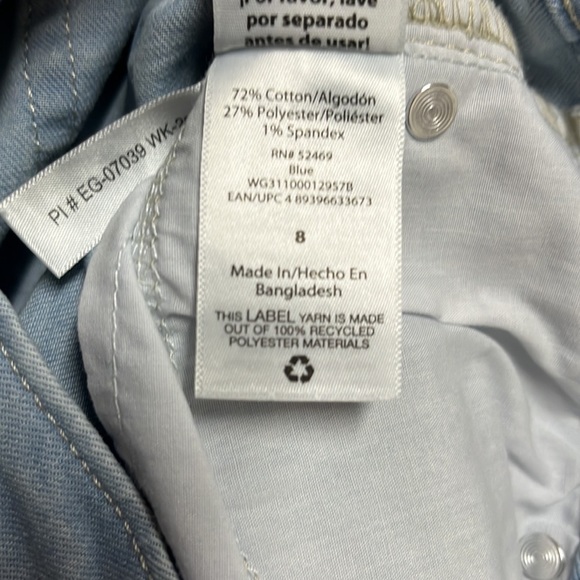 ¡Por favor, lave
por separado
antes de usar!
72% Cotton/Algodón
27% Polyester/Poliéster
1% Spandex
RN# 52469
Blue
WG31100012957B
EAN/UPC 4 89396633673
8
Made In/Hecho En
Bangladesh
THIS LABEL YARN IS MADE
OUT OF 100% RECYCLED
POLYESTER MATERIALS
PI # EG-07039 WK-